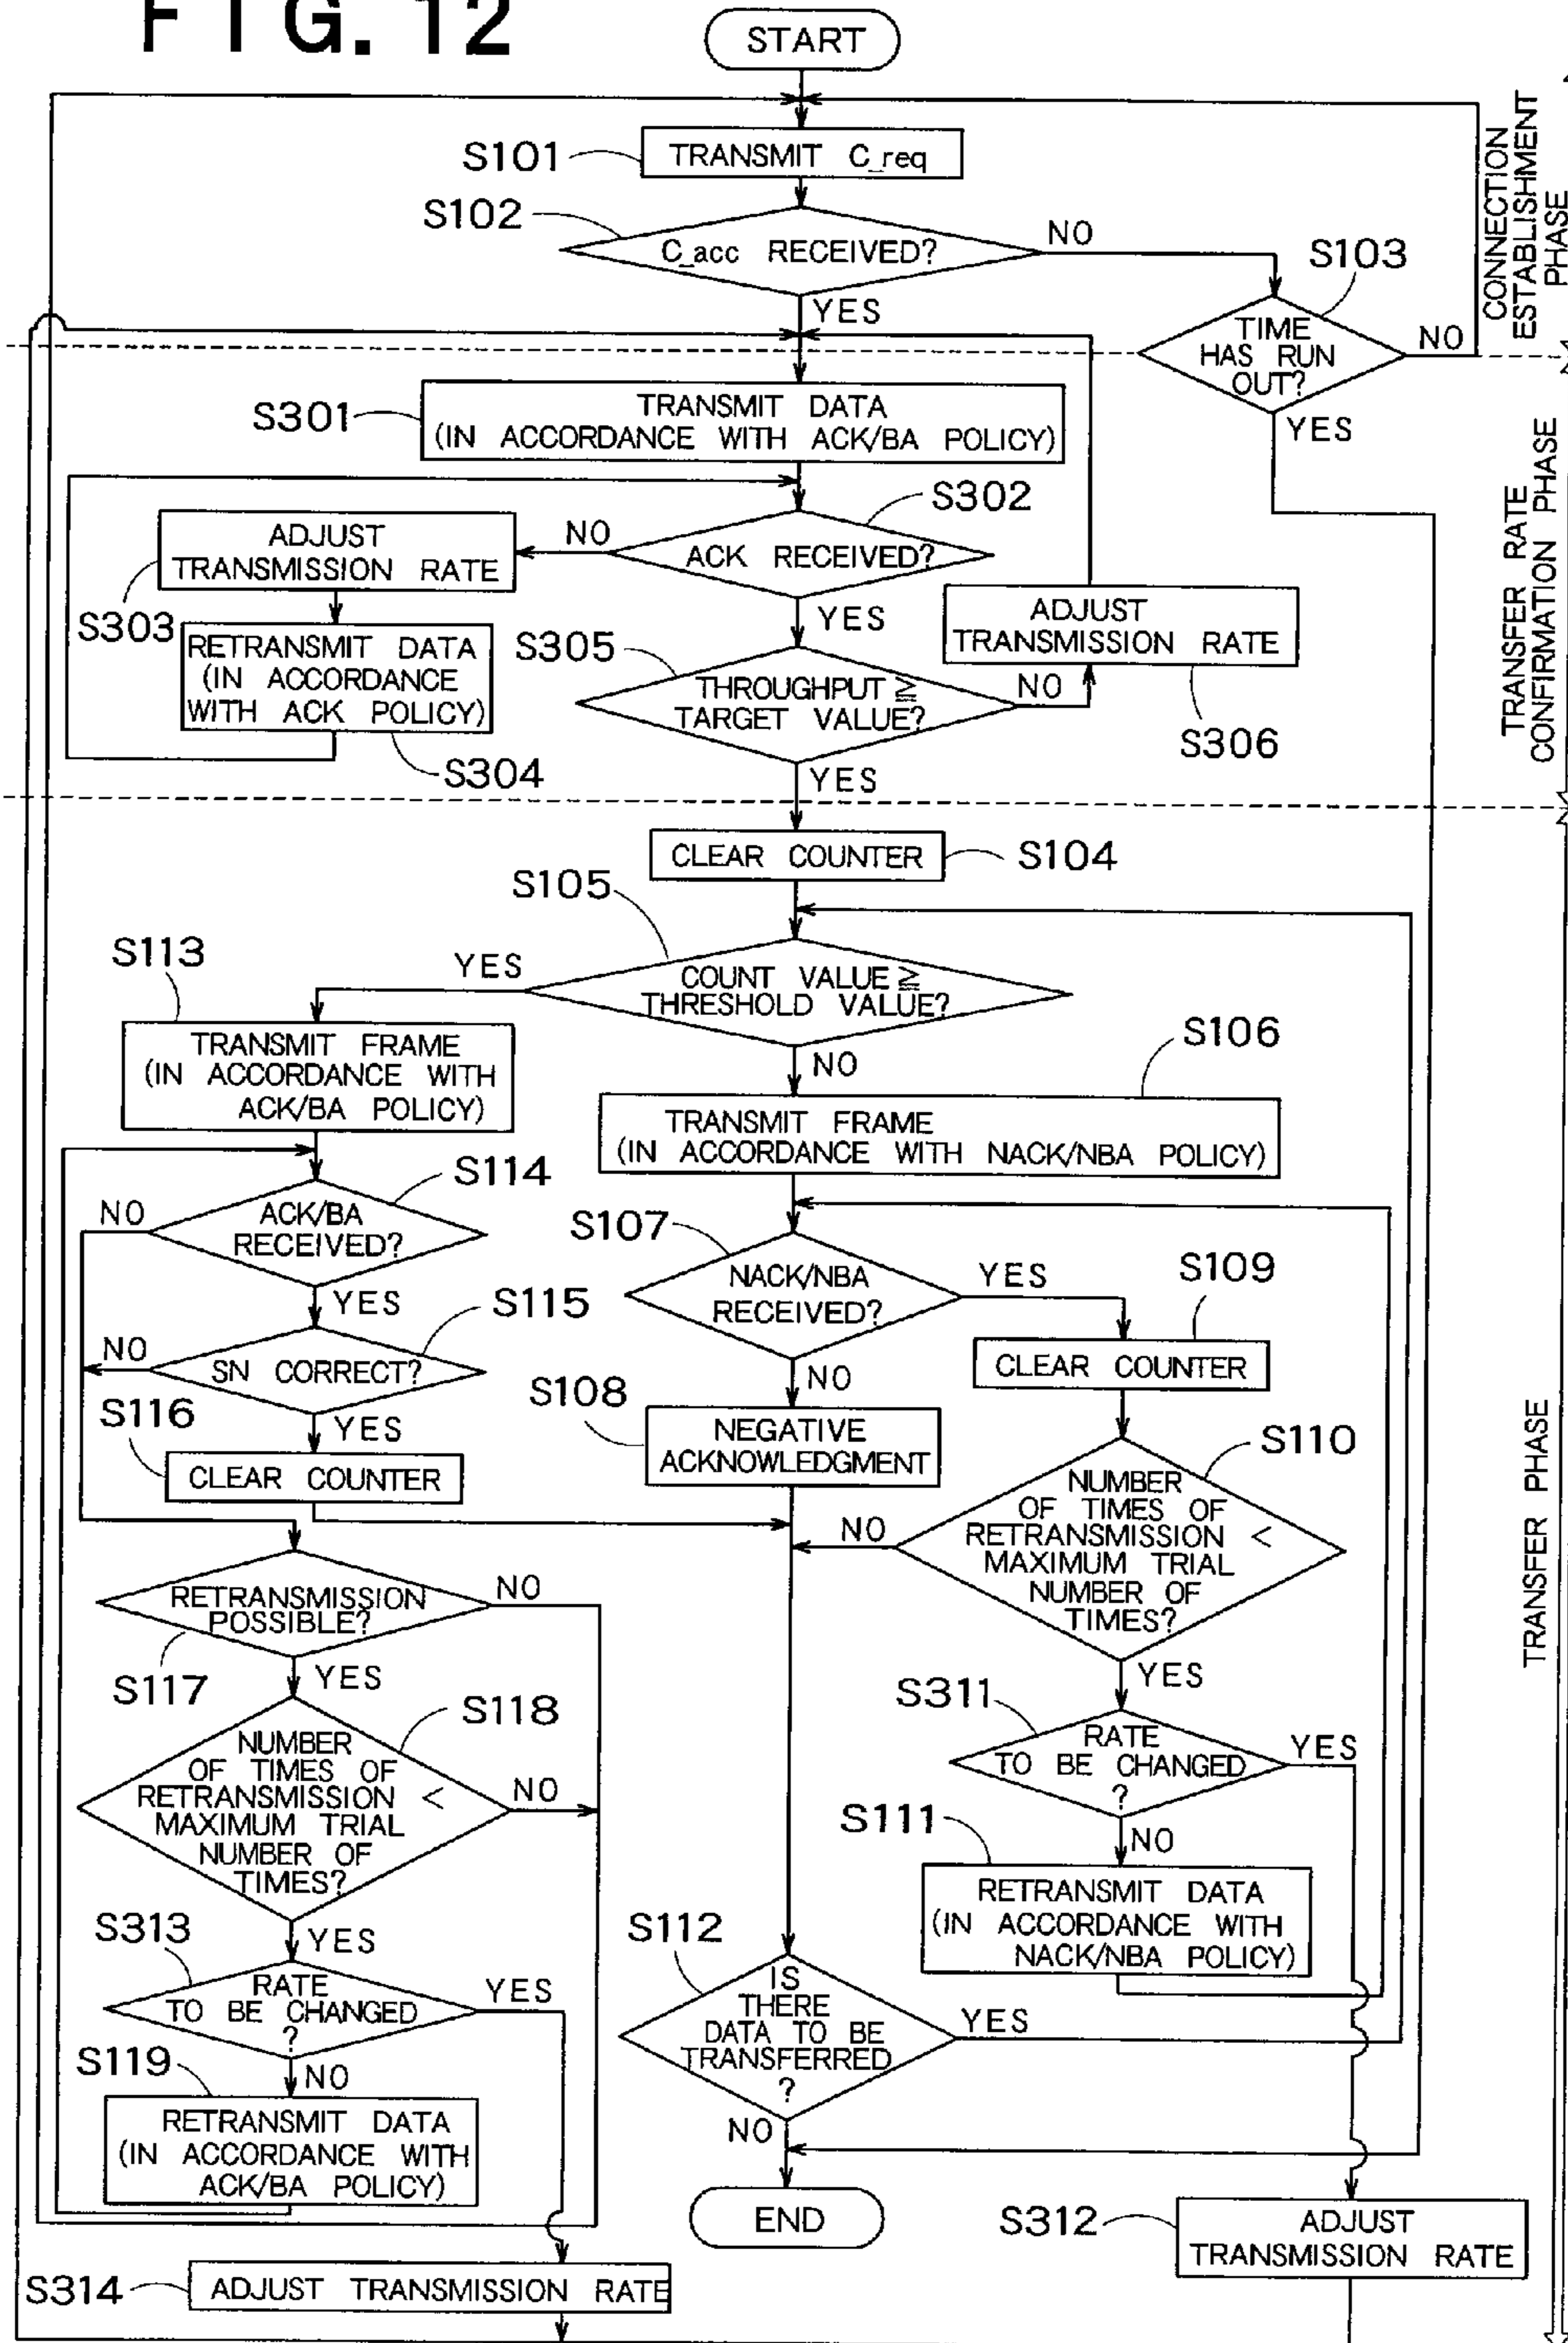 FIG. 12
START
S101
TRANSMIT C_req
S102
C_acc RECEIVED?
NO
YES
S103
TIME
HAS RUN
OUT?
NO
YES
CONNECTION
ESTABLISHMENT
PHASE
S301
TRANSMIT DATA
(IN ACCORDANCE WITH ACK/BA POLICY)
S302
ACK RECEIVED?
NO
YES
ADJUST
TRANSMISSION RATE
S303
RETRANSMIT DATA
(IN ACCORDANCE
WITH ACK POLICY)
S304
S305
THROUGHPUT ≧
TARGET VALUE?
NO
YES
ADJUST
TRANSMISSION RATE
S306
TRANSFER RATE
CONFIRMATION PHASE
CLEAR COUNTER
S104
S105
COUNT VALUE ≧
THRESHOLD VALUE?
YES
NO
S113
TRANSMIT FRAME
(IN ACCORDANCE WITH
ACK/BA POLICY)
S106
TRANSMIT FRAME
(IN ACCORDANCE WITH NACK/NBA POLICY)
S114
ACK/BA
RECEIVED?
NO
YES
S107
NACK/NBA
RECEIVED?
YES
NO
S109
CLEAR COUNTER
S115
SN CORRECT?
NO
YES
S116
CLEAR COUNTER
S108
NEGATIVE
ACKNOWLEDGMENT
S110
NUMBER
OF TIMES OF
RETRANSMISSION <
MAXIMUM TRIAL
NUMBER OF
TIMES?
NO
YES
RETRANSMISSION
POSSIBLE?
NO
YES
S117
S118
NUMBER
OF TIMES OF
RETRANSMISSION <
MAXIMUM TRIAL
NUMBER OF
TIMES?
NO
YES
S311
RATE
TO BE CHANGED
?
YES
NO
S111
RETRANSMIT DATA
(IN ACCORDANCE WITH
NACK/NBA POLICY)
TRANSFER PHASE
S313
RATE
TO BE CHANGED
?
YES
NO
S112
IS
THERE
DATA TO BE
TRANSFERRED
?
YES
NO
S119
RETRANSMIT DATA
(IN ACCORDANCE WITH
ACK/BA POLICY)
END
S312
ADJUST
TRANSMISSION RATE
S314
ADJUST TRANSMISSION RATE